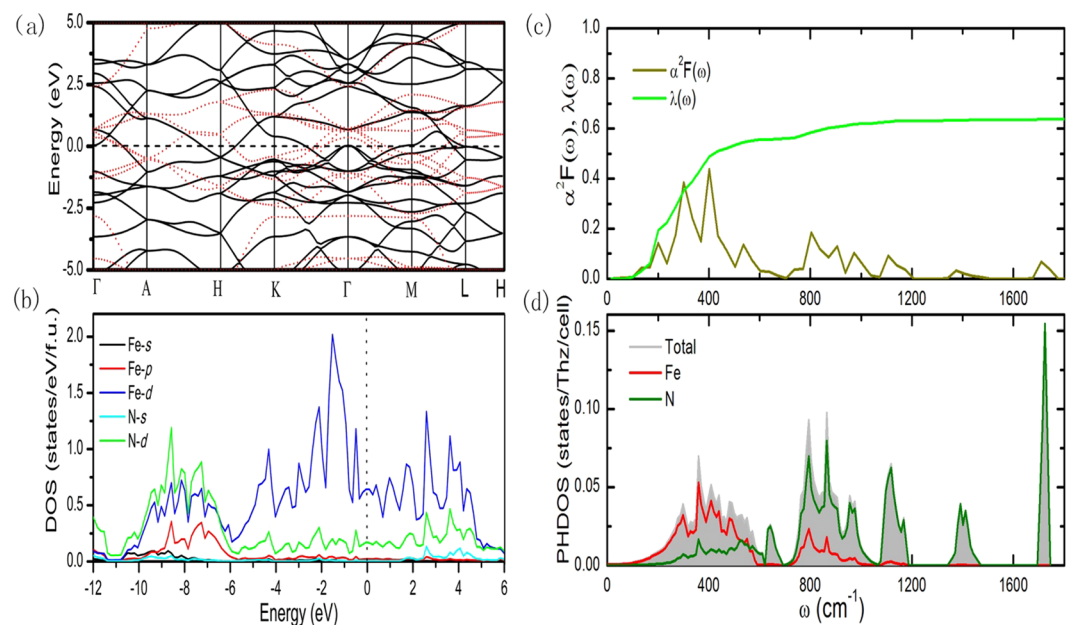 (a)
5.0
2.5
0.0
-2.5
-5.0
Energy (eV)
Γ A H K Γ M L H
(b)
2.0
1.5
1.0
0.5
0.0
DOS (states/eV/f.u.)
Fe-s
Fe-p
Fe-d
N-s
N-d
-12 -10 -8 -6 -4 -2 0 2 4 6
Energy (eV)
(c)
1.0
0.8
0.6
0.4
0.2
0.0
α²F(ω), λ(ω)
α²F(ω)
λ(ω)
0 400 800 1200 1600
(d)
0.15
0.10
0.05
0.00
PHDOS (states/Thz/cell)
Total
Fe
N
0 400 800 1200 1600
ω (cm⁻¹)